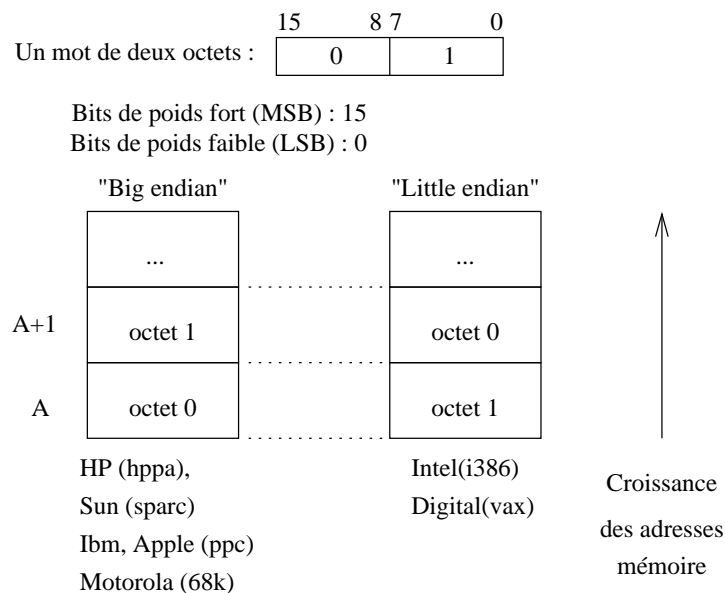 15 8 7 0
Un mot de deux octets : 0 1
Bits de poids fort (MSB) : 15
Bits de poids faible (LSB) : 0
"Big endian" "Little endian"
... ...
A+1 octet 1 octet 0
A octet 0 octet 1
HP (hppa), Intel(i386)
Sun (sparc) Digital(vax)
Ibm, Apple (ppc)
Motorola (68k)
Croissance
des adresses
mémoire